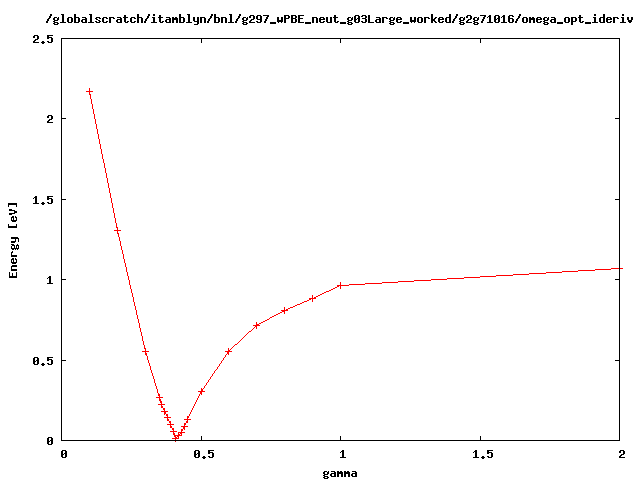 /globalscratch/itamblyn/bnl/g297_wPBE_neut_g03Large_worked/g2g71016/omega_opt_ideriv
2.5
2
1.5
1
0.5
0
Energy [eV]
0 0.5 1 1.5 2
gamma